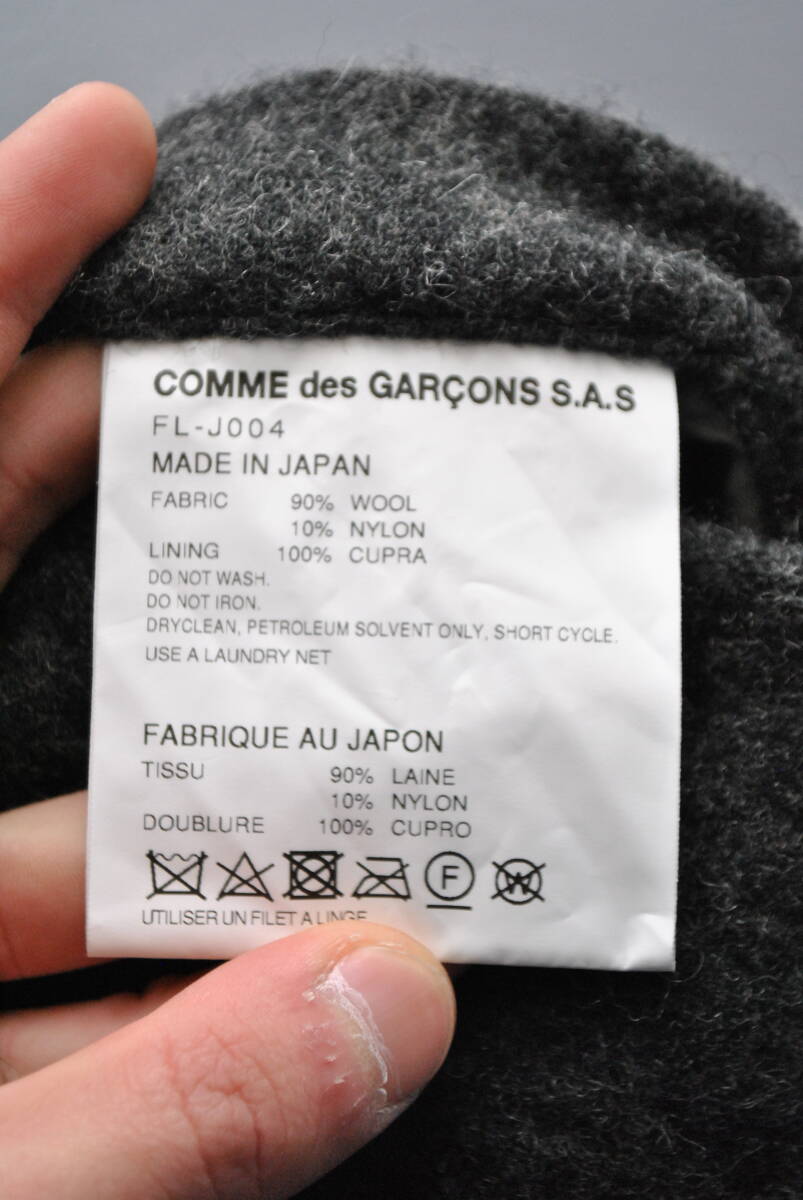 COMME des GARÇONS S.A.S
FL-J004
MADE IN JAPAN
FABRIC 90% WOOL
10% NYLON
LINING 100% CUPRA
DO NOT WASH.
DO NOT IRON.
DRYCLEAN, PETROLEUM SOLVENT ONLY, SHORT CYCLE.
USE A LAUNDRY NET
FABRIQUE AU JAPON
TISSU 90% LAINE
10% NYLON
DOUBLURE 100% CUPRO
F W
UTILISER UN FILET A LINGE